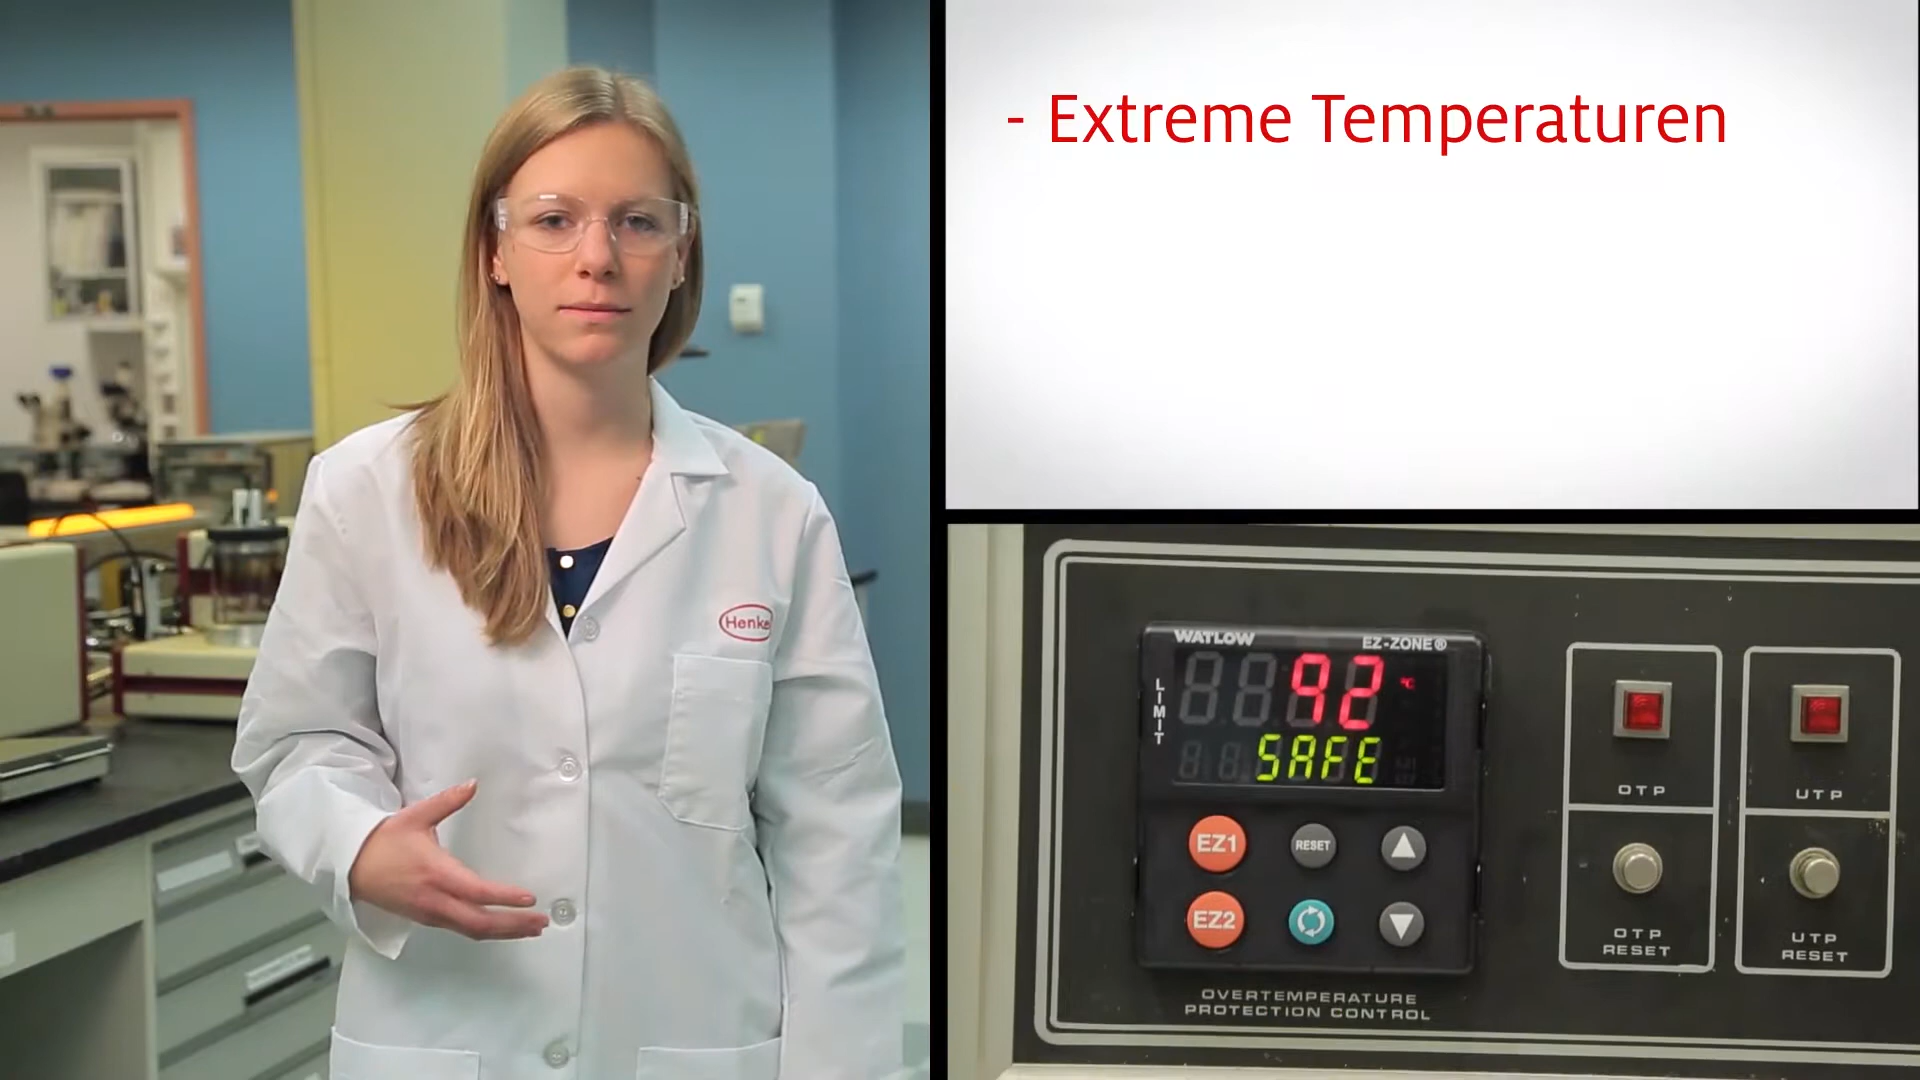 - Extreme Temperaturen
Henkel
WATLOW
EZ-ZONE®
LIMIT
92 °C
SAFE
EZ1
RESET
EZ2
OTP
UTP
OTP
RESET
UTP
RESET
OVERTEMPERATURE
PROTECTION CONTROL